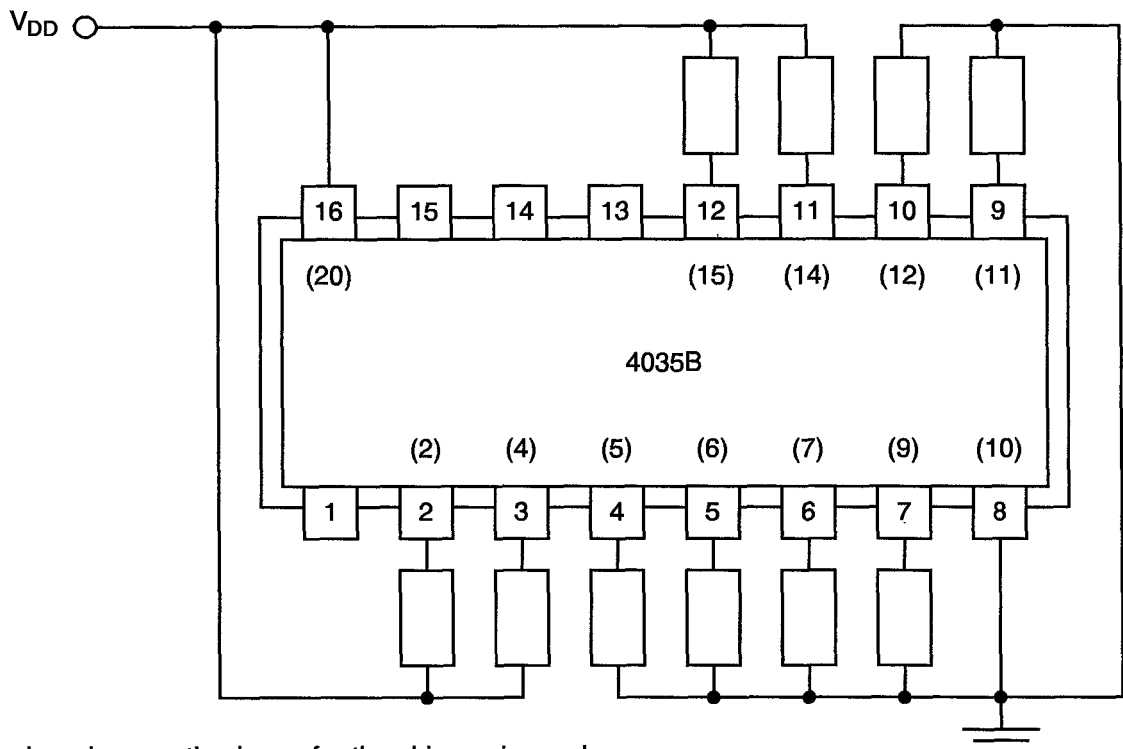 VDD
16 15 14 13 12 11 10 9
(20) (15) (14) (12) (11)
4035B
(2) (4) (5) (6) (7) (9) (10)
1 2 3 4 5 6 7 8